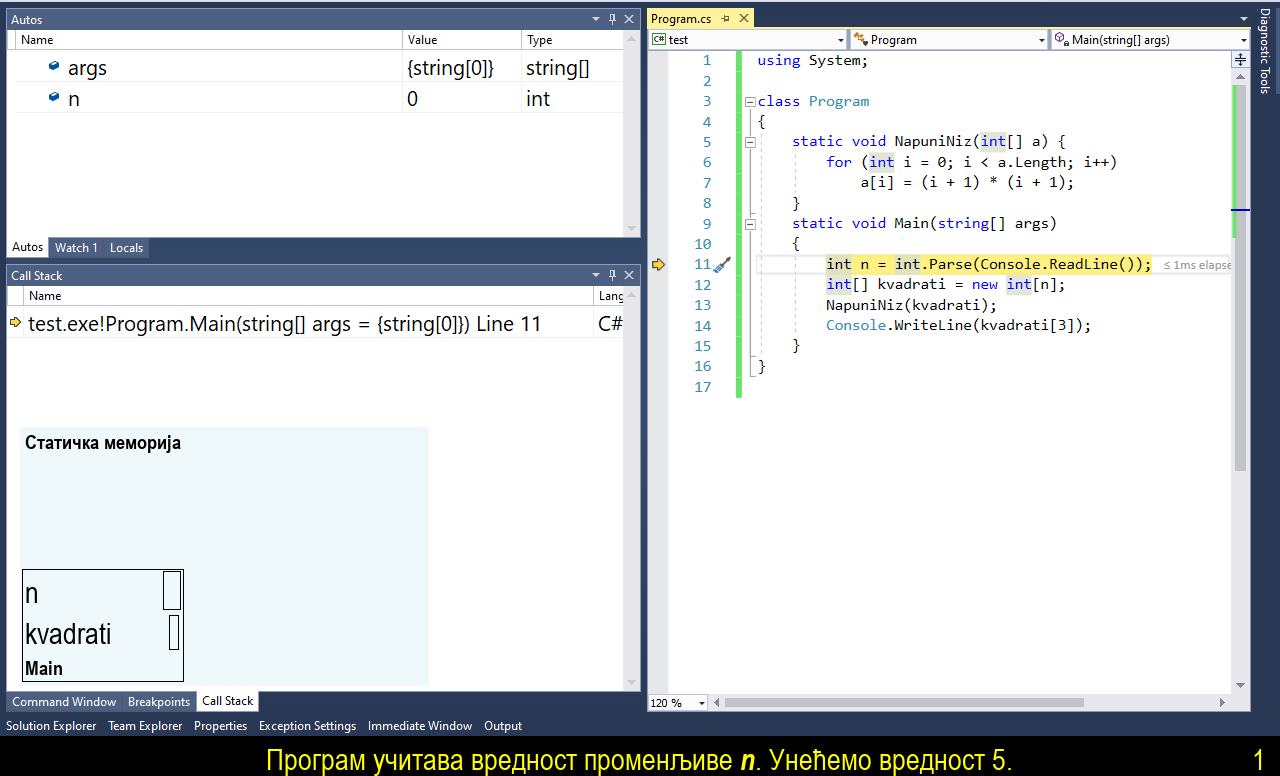 Autos
Name Value Type
args {string[0]} string[]
n 0 int
Autos Watch 1 Locals
Call Stack
Name Lang
test.exe!Program.Main(string[] args = {string[0]}) Line 11 C#
Статичка меморија
n
kvadrati
Main
Command Window Breakpoints Call Stack
Solution Explorer Team Explorer Properties Exception Settings Immediate Window Output
Program.cs
C# test Program Main(string[] args)
1 using System;
2
3 class Program
4 {
5 static void NapuniNiz(int[] a) {
6 for (int i = 0; i < a.Length; i++)
7 a[i] = (i + 1) * (i + 1);
8 }
9 static void Main(string[] args)
10 {
11 int n = int.Parse(Console.ReadLine()); ≤ 1ms elapse
12 int[] kvadrati = new int[n];
13 NapuniNiz(kvadrati);
14 Console.WriteLine(kvadrati[3]);
15 }
16 }
17
120 %
Diagnostic Tools
Програм учитава вредност променљиве n. Унећемо вредност 5. 1